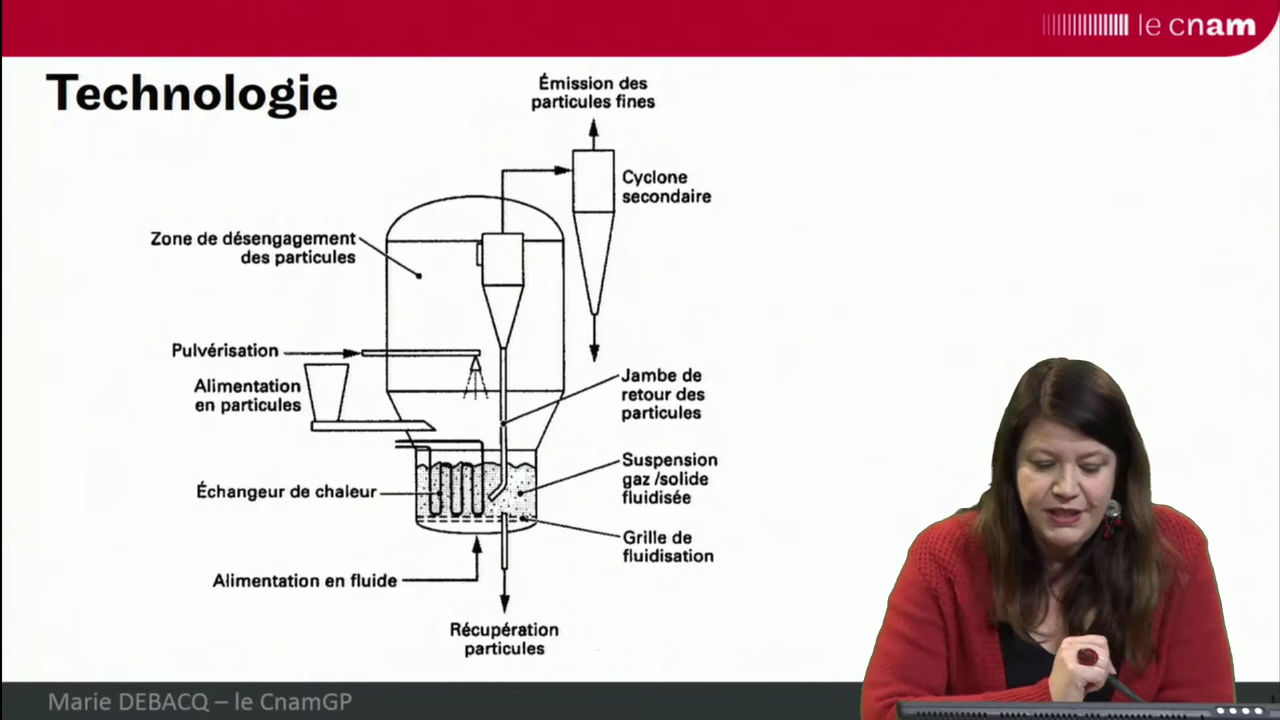 le cnam
Technologie
Émission des
particules fines
Cyclone
secondaire
Zone de désengagement
des particules
Pulvérisation
Alimentation
en particules
Jambe de
retour des
particules
Suspension
gaz /solide
fluidisée
Échangeur de chaleur
Grille de
fluidisation
Alimentation en fluide
Récupération
particules
Marie DEBACQ – le CnamGP